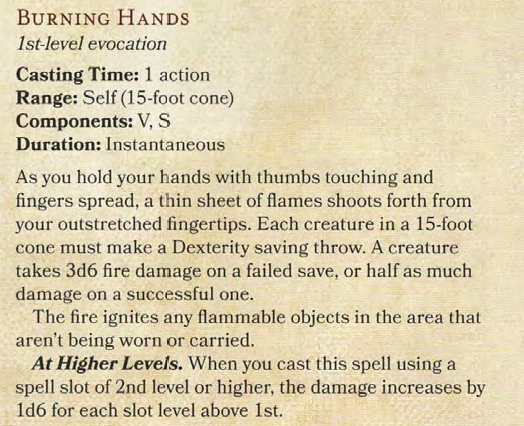 BURNING HANDS
1st-level evocation
Casting Time: 1 action
Range: Self (15-foot cone)
Components: V, S
Duration: Instantaneous
As you hold your hands with thumbs touching and
fingers spread, a thin sheet of flames shoots forth from
your outstretched fingertips. Each creature in a 15-foot
cone must make a Dexterity saving throw. A creature
takes 3d6 fire damage on a failed save, or half as much
damage on a successful one.
The fire ignites any flammable objects in the area that
aren't being worn or carried.
At Higher Levels. When you cast this spell using a
spell slot of 2nd level or higher, the damage increases by
1d6 for each slot level above 1st.